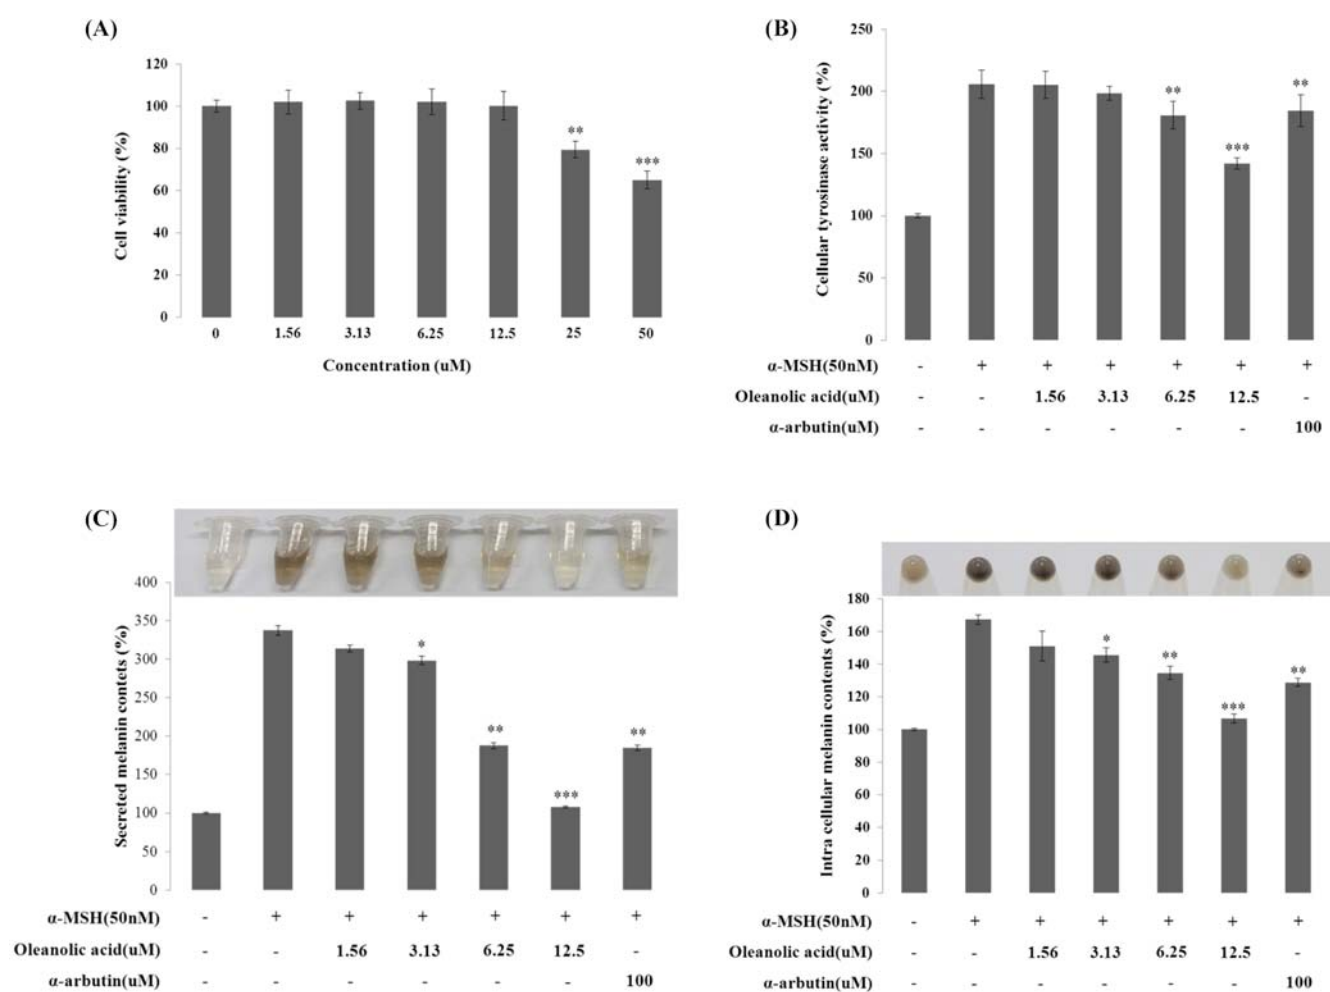 (A)
120
100
80
60
40
20
0
Cell viability (%)
**
***
0 1.56 3.13 6.25 12.5 25 50
Concentration (uM)
(B)
250
200
150
100
50
0
Cellular tyrosinase activity (%)
**
***
**
α-MSH(50nM) - + + + + + +
Oleanolic acid(uM) - - 1.56 3.13 6.25 12.5 -
α-arbutin(uM) - - - - - - 100
(C)
400
350
300
250
200
150
100
50
0
Secreted melanin contets (%)
*
**
***
**
α-MSH(50nM) - + + + + + +
Oleanolic acid(uM) - - 1.56 3.13 6.25 12.5 -
α-arbutin(uM) - - - - - - 100
(D)
180
160
140
120
100
80
60
40
20
0
Intra cellular melanin contents (%)
*
**
***
**
α-MSH(50nM) - + + + + + +
Oleanolic acid(uM) - - 1.56 3.13 6.25 12.5 -
α-arbutin(uM) - - - - - - 100